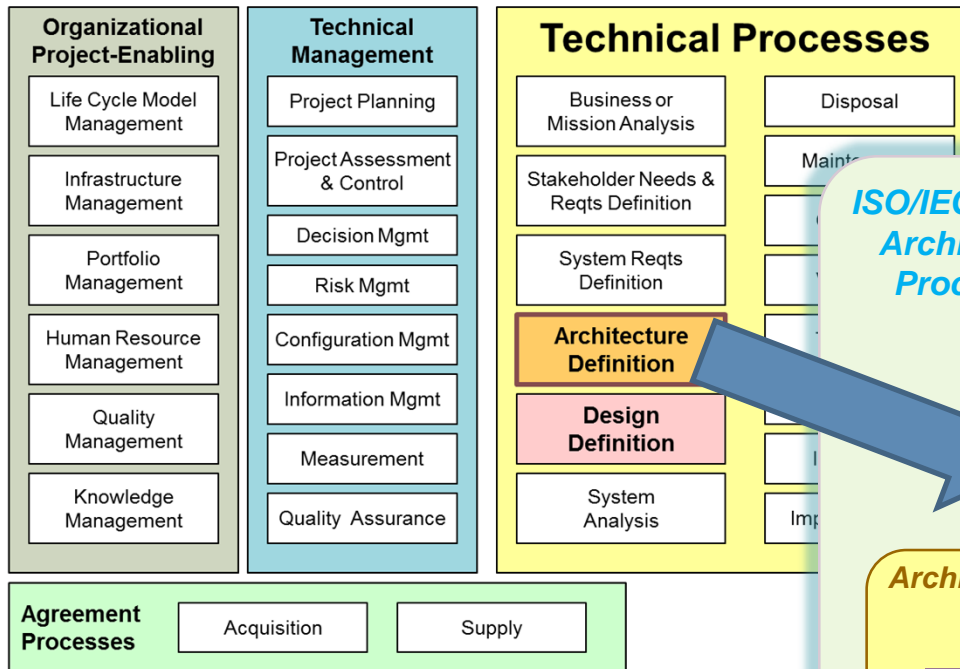 Organizational
Project-Enabling
Life Cycle Model
Management
Infrastructure
Management
Portfolio
Management
Human Resource
Management
Quality
Management
Knowledge
Management
Technical
Management
Project Planning
Project Assessment
& Control
Decision Mgmt
Risk Mgmt
Configuration Mgmt
Information Mgmt
Measurement
Quality Assurance
Technical Processes
Business or
Mission Analysis
Stakeholder Needs &
Reqts Definition
System Reqts
Definition
Architecture
Definition
Design
Definition
System
Analysis
Disposal
Agreement
Processes
Acquisition
Supply